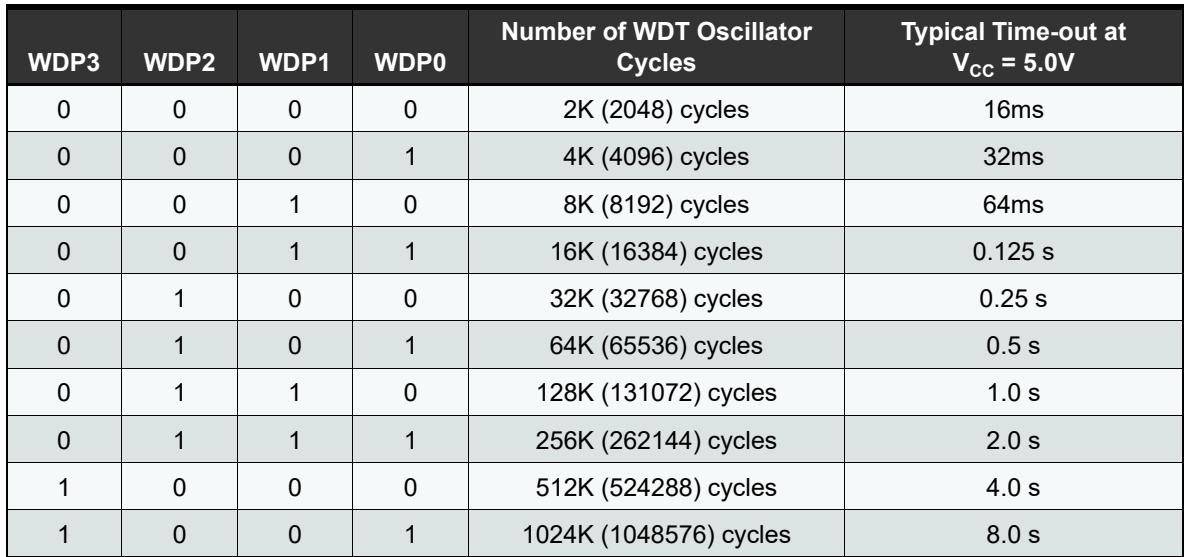 WDP3 WDP2 WDP1 WDP0 Number of WDT Oscillator Cycles Typical Time-out at VCC = 5.0V
0 0 0 0 2K (2048) cycles 16ms
0 0 0 1 4K (4096) cycles 32ms
0 0 1 0 8K (8192) cycles 64ms
0 0 1 1 16K (16384) cycles 0.125 s
0 1 0 0 32K (32768) cycles 0.25 s
0 1 0 1 64K (65536) cycles 0.5 s
0 1 1 0 128K (131072) cycles 1.0 s
0 1 1 1 256K (262144) cycles 2.0 s
1 0 0 0 512K (524288) cycles 4.0 s
1 0 0 1 1024K (1048576) cycles 8.0 s